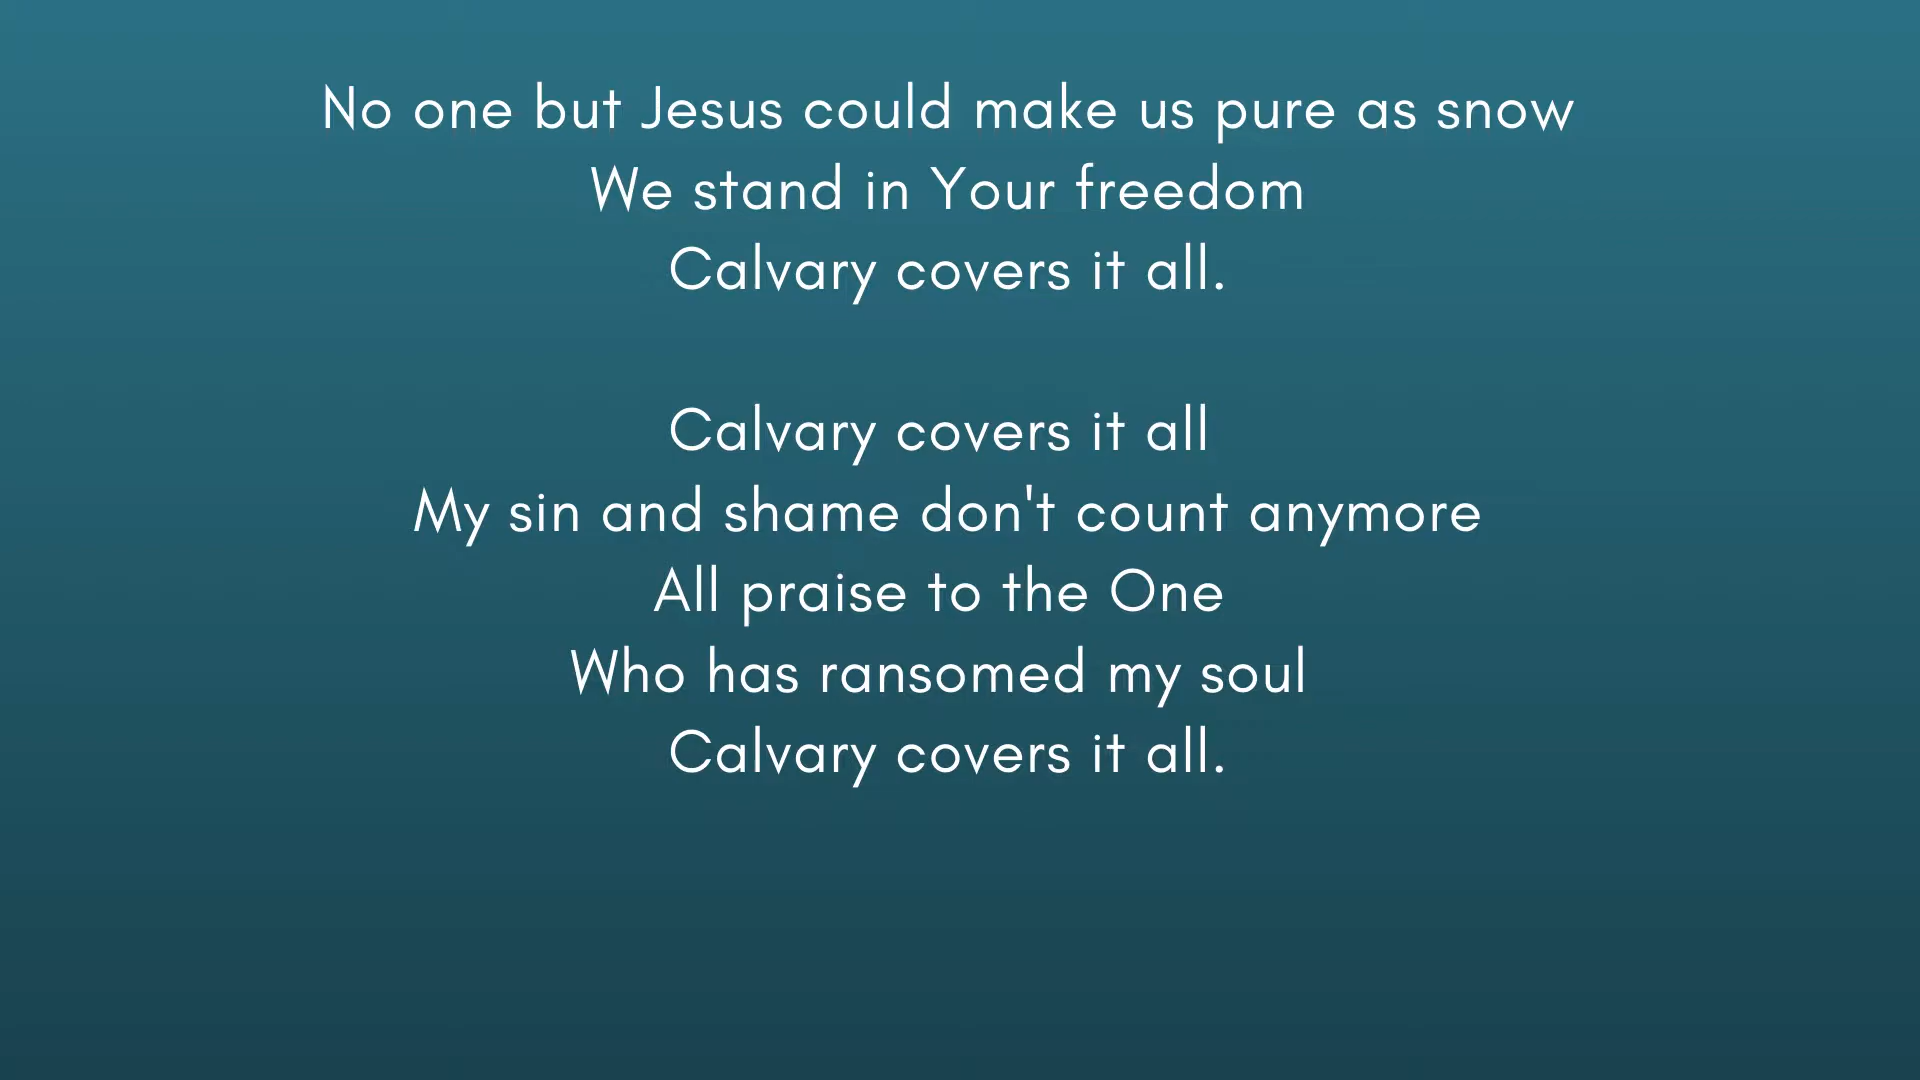 No one but Jesus could make us pure as snow
We stand in Your freedom
Calvary covers it all.
Calvary covers it all
My sin and shame don't count anymore
All praise to the One
Who has ransomed my soul
Calvary covers it all.